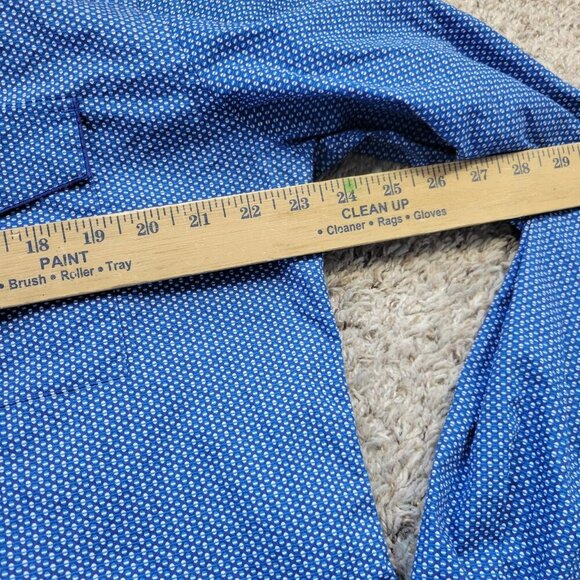 18 19 20 21 22 23 24 25 26 27 28 29
PAINT
• Brush • Roller • Tray
CLEAN UP
• Cleaner • Rags • Gloves